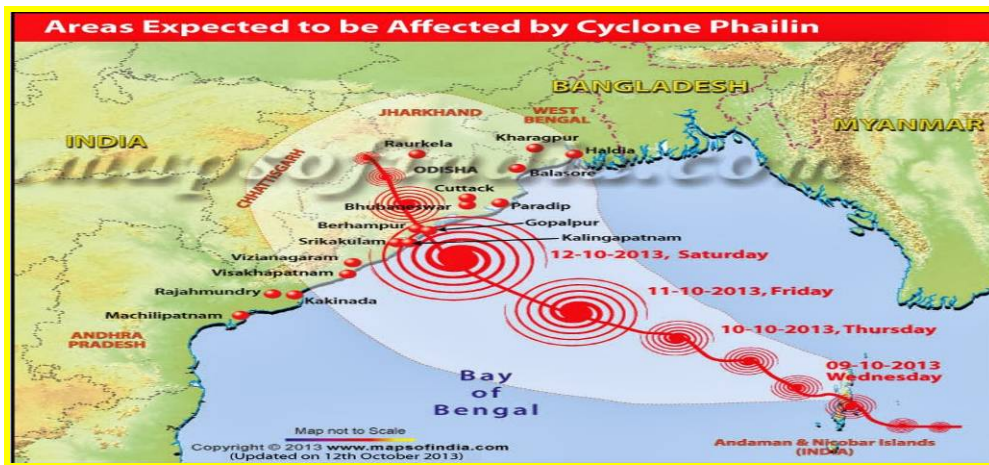 Areas Expected to be Affected by Cyclone Phailin
BANGLADESH
MYANMAR
INDIA
JHARKHAND
WEST
BENGAL
Kharagpur
Raurkela
Haldia
mapsofindia.com
ODISHA
Balasore
CHHATTISGARH
Cuttack
Bhubaneswar
Paradip
Berhampur
Gopalpur
Srikakulam
Kalingapatnam
Vizianagaram
12-10-2013, Saturday
Visakhapatnam
Rajahmundry
Kakinada
11-10-2013, Friday
Machilipatnam
10-10-2013, Thursday
ANDHRA
PRADESH
09-10-2013
Wednesday
Bay
of
Bengal
Map not to Scale
Copyright © 2013 www.mapsofindia.com
(Updated on 12th October 2013)
Andaman & Nicobar Islands
(INDIA)